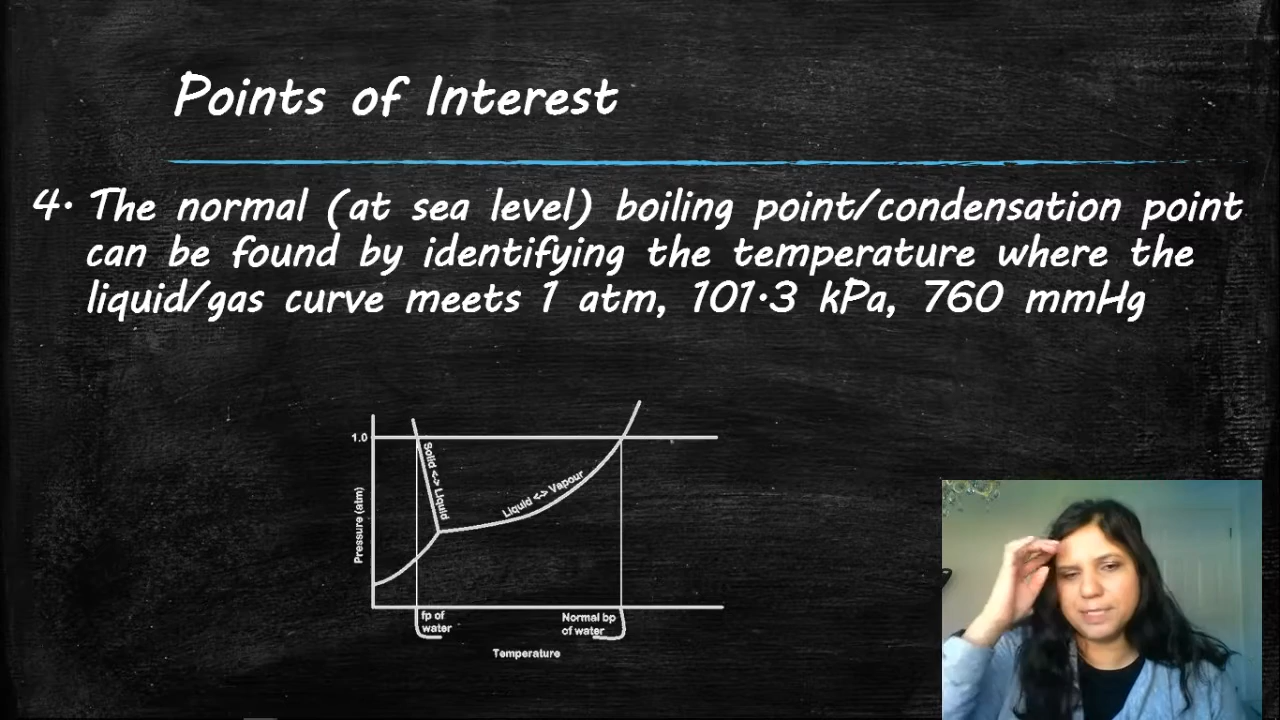 Points of Interest
4. The normal (at sea level) boiling point/condensation point
can be found by identifying the temperature where the
liquid/gas curve meets 1 atm, 101.3 kPa, 760 mmHg
1.0
Solid <-> Liquid
Liquid <-> Vapour
Pressure (atm)
fp of
water
Normal bp
of water
Temperature